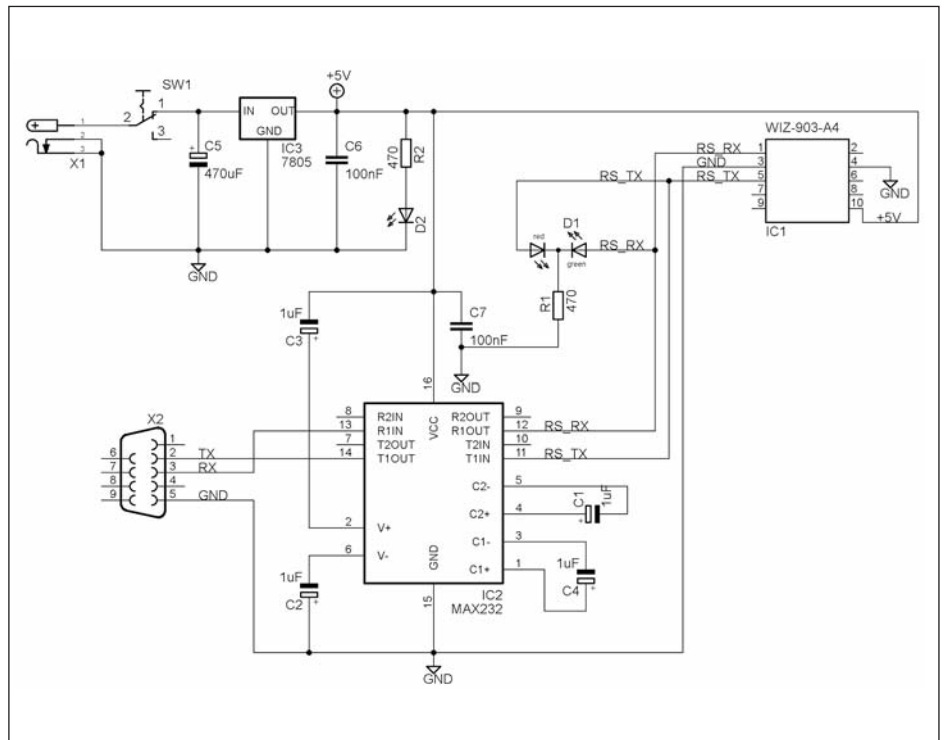 +5V
SW1
1
2
3
IN OUT
GND
IC3
7805
C5
470uF
C6
100nF
470
R2
D2
1
2
3
X1
GND
WIZ-903-A4
RS_RX
GND
RS_TX
RS_TX
1 2
3 4
5 6
7 8
9 10
GND
+5V
IC1
D1
red
green
RS_RX
R1
470
1uF
C3
C7
100nF
GND
16
8 R2IN
13 R1IN
7 T2OUT
14 T1OUT
VCC
R2OUT 9
R1OUT 12 RS_RX
T2IN 10
T1IN 11 RS_TX
X2
1
6
2 TX
7
3 RX
8
4
9
5 GND
C2- 5
C2+ 4
C1
1uF
2 V+
6 V-
GND
C1- 3
C1+ 1
1uF
C4
1uF
C2
15
IC2
MAX232
GND